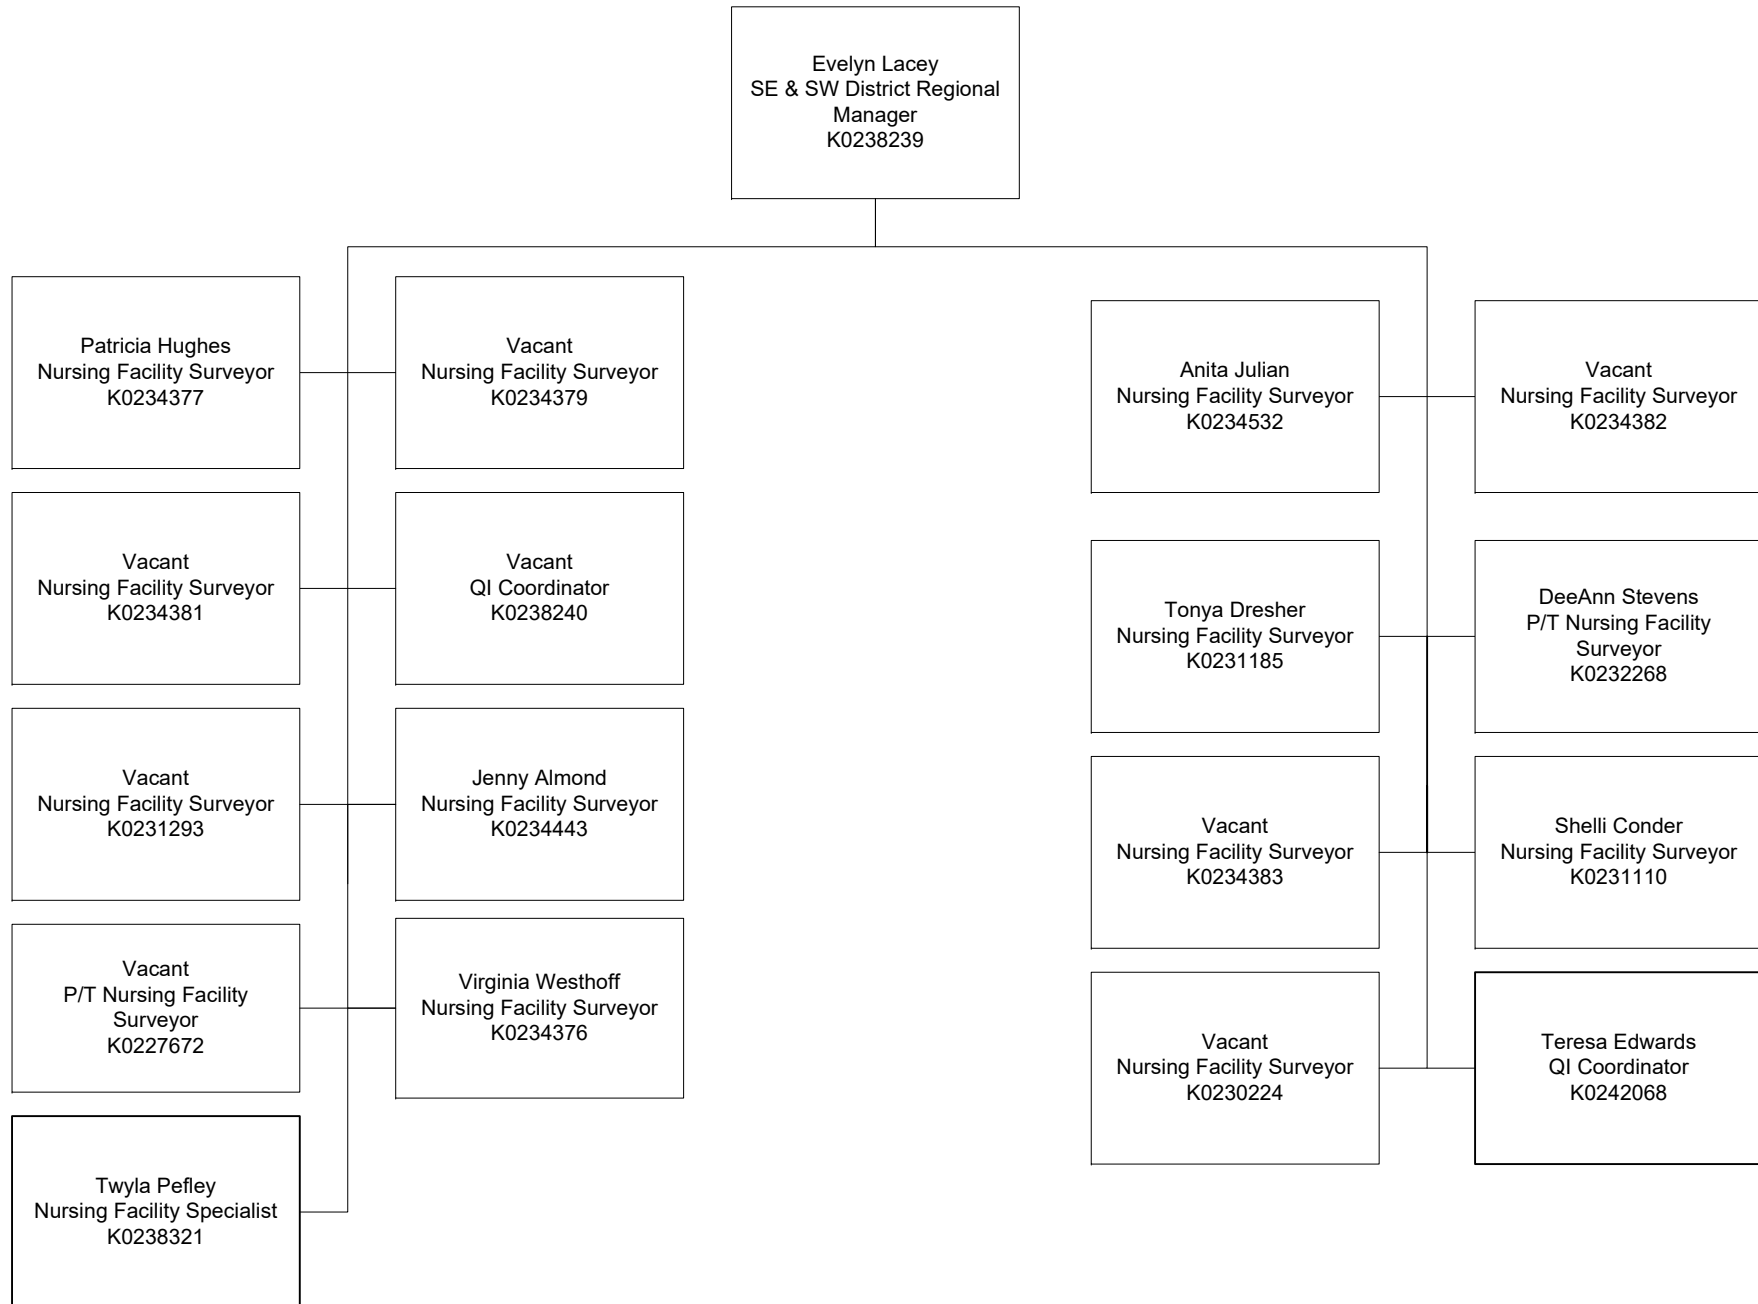 Evelyn Lacey
SE & SW District Regional
Manager
K0238239
Patricia Hughes
Nursing Facility Surveyor
K0234377
Vacant
Nursing Facility Surveyor
K0234379
Vacant
Nursing Facility Surveyor
K0234381
Vacant
QI Coordinator
K0238240
Vacant
Nursing Facility Surveyor
K0231293
Jenny Almond
Nursing Facility Surveyor
K0234443
Vacant
P/T Nursing Facility
Surveyor
K0227672
Virginia Westhoff
Nursing Facility Surveyor
K0234376
Twyla Pefley
Nursing Facility Specialist
K0238321
Anita Julian
Nursing Facility Surveyor
K0234532
Vacant
Nursing Facility Surveyor
K0234382
Tonya Dresher
Nursing Facility Surveyor
K0231185
DeeAnn Stevens
P/T Nursing Facility
Surveyor
K0232268
Vacant
Nursing Facility Surveyor
K0234383
Shelli Conder
Nursing Facility Surveyor
K0231110
Vacant
Nursing Facility Surveyor
K0230224
Teresa Edwards
QI Coordinator
K0242068